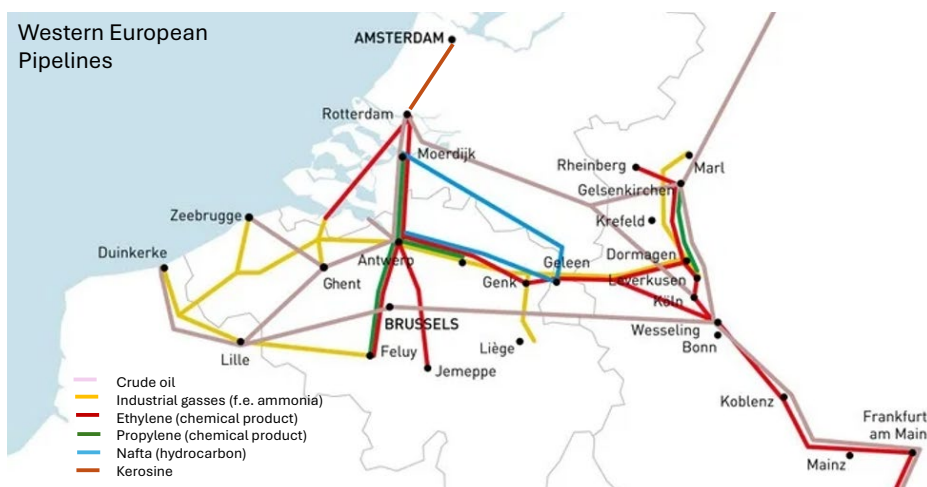 Western European
Pipelines
AMSTERDAM
Rotterdam
Moerdijk
Rheinberg
Marl
Gelsenkirchen
Zeebrugge
Krefeld
Duinkerke
Antwerp
Geleen
Dormagen
Ghent
Genk
Leverkusen
Köln
BRUSSELS
Wesseling
Lille
Feluy
Liège
Bonn
Jemeppe
Koblenz
Frankfurt
am Main
Mainz
Crude oil
Industrial gasses (f.e. ammonia)
Ethylene (chemical product)
Propylene (chemical product)
Nafta (hydrocarbon)
Kerosine